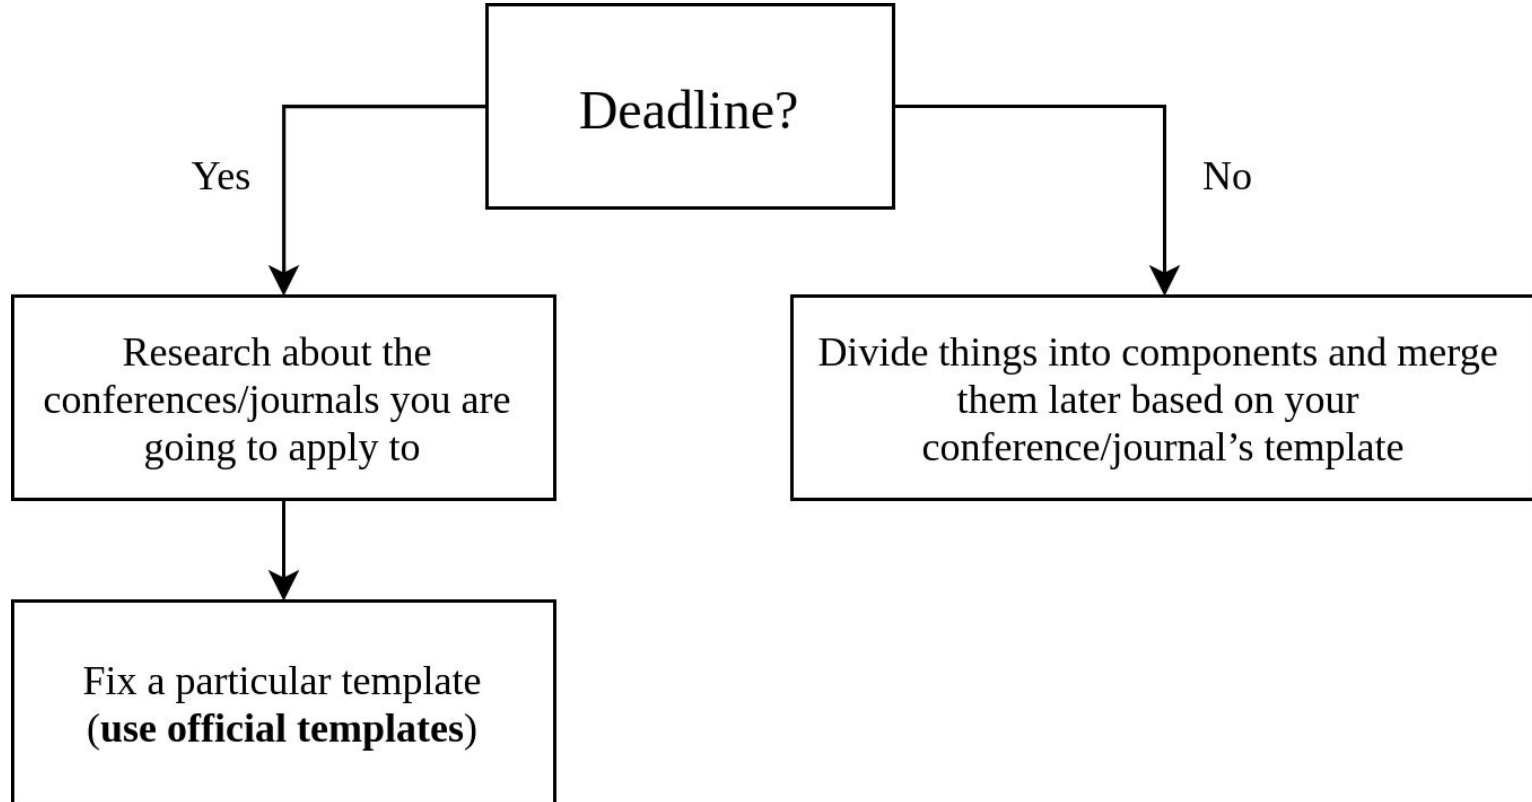 Deadline?
Yes
No
Research about the
conferences/journals you are
going to apply to
Divide things into components and merge
them later based on your
conference/journal’s template
Fix a particular template
(use official templates)